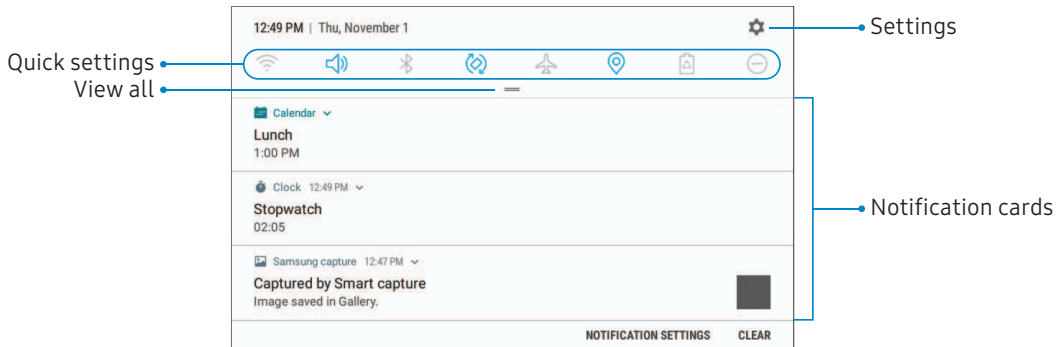 12:49 PM | Thu, November 1
Settings
Quick settings
View all
Calendar
Lunch
1:00 PM
Clock 12:49 PM
Stopwatch
02:05
Notification cards
Samsung capture 12:47 PM
Captured by Smart capture
Image saved in Gallery.
NOTIFICATION SETTINGS CLEAR